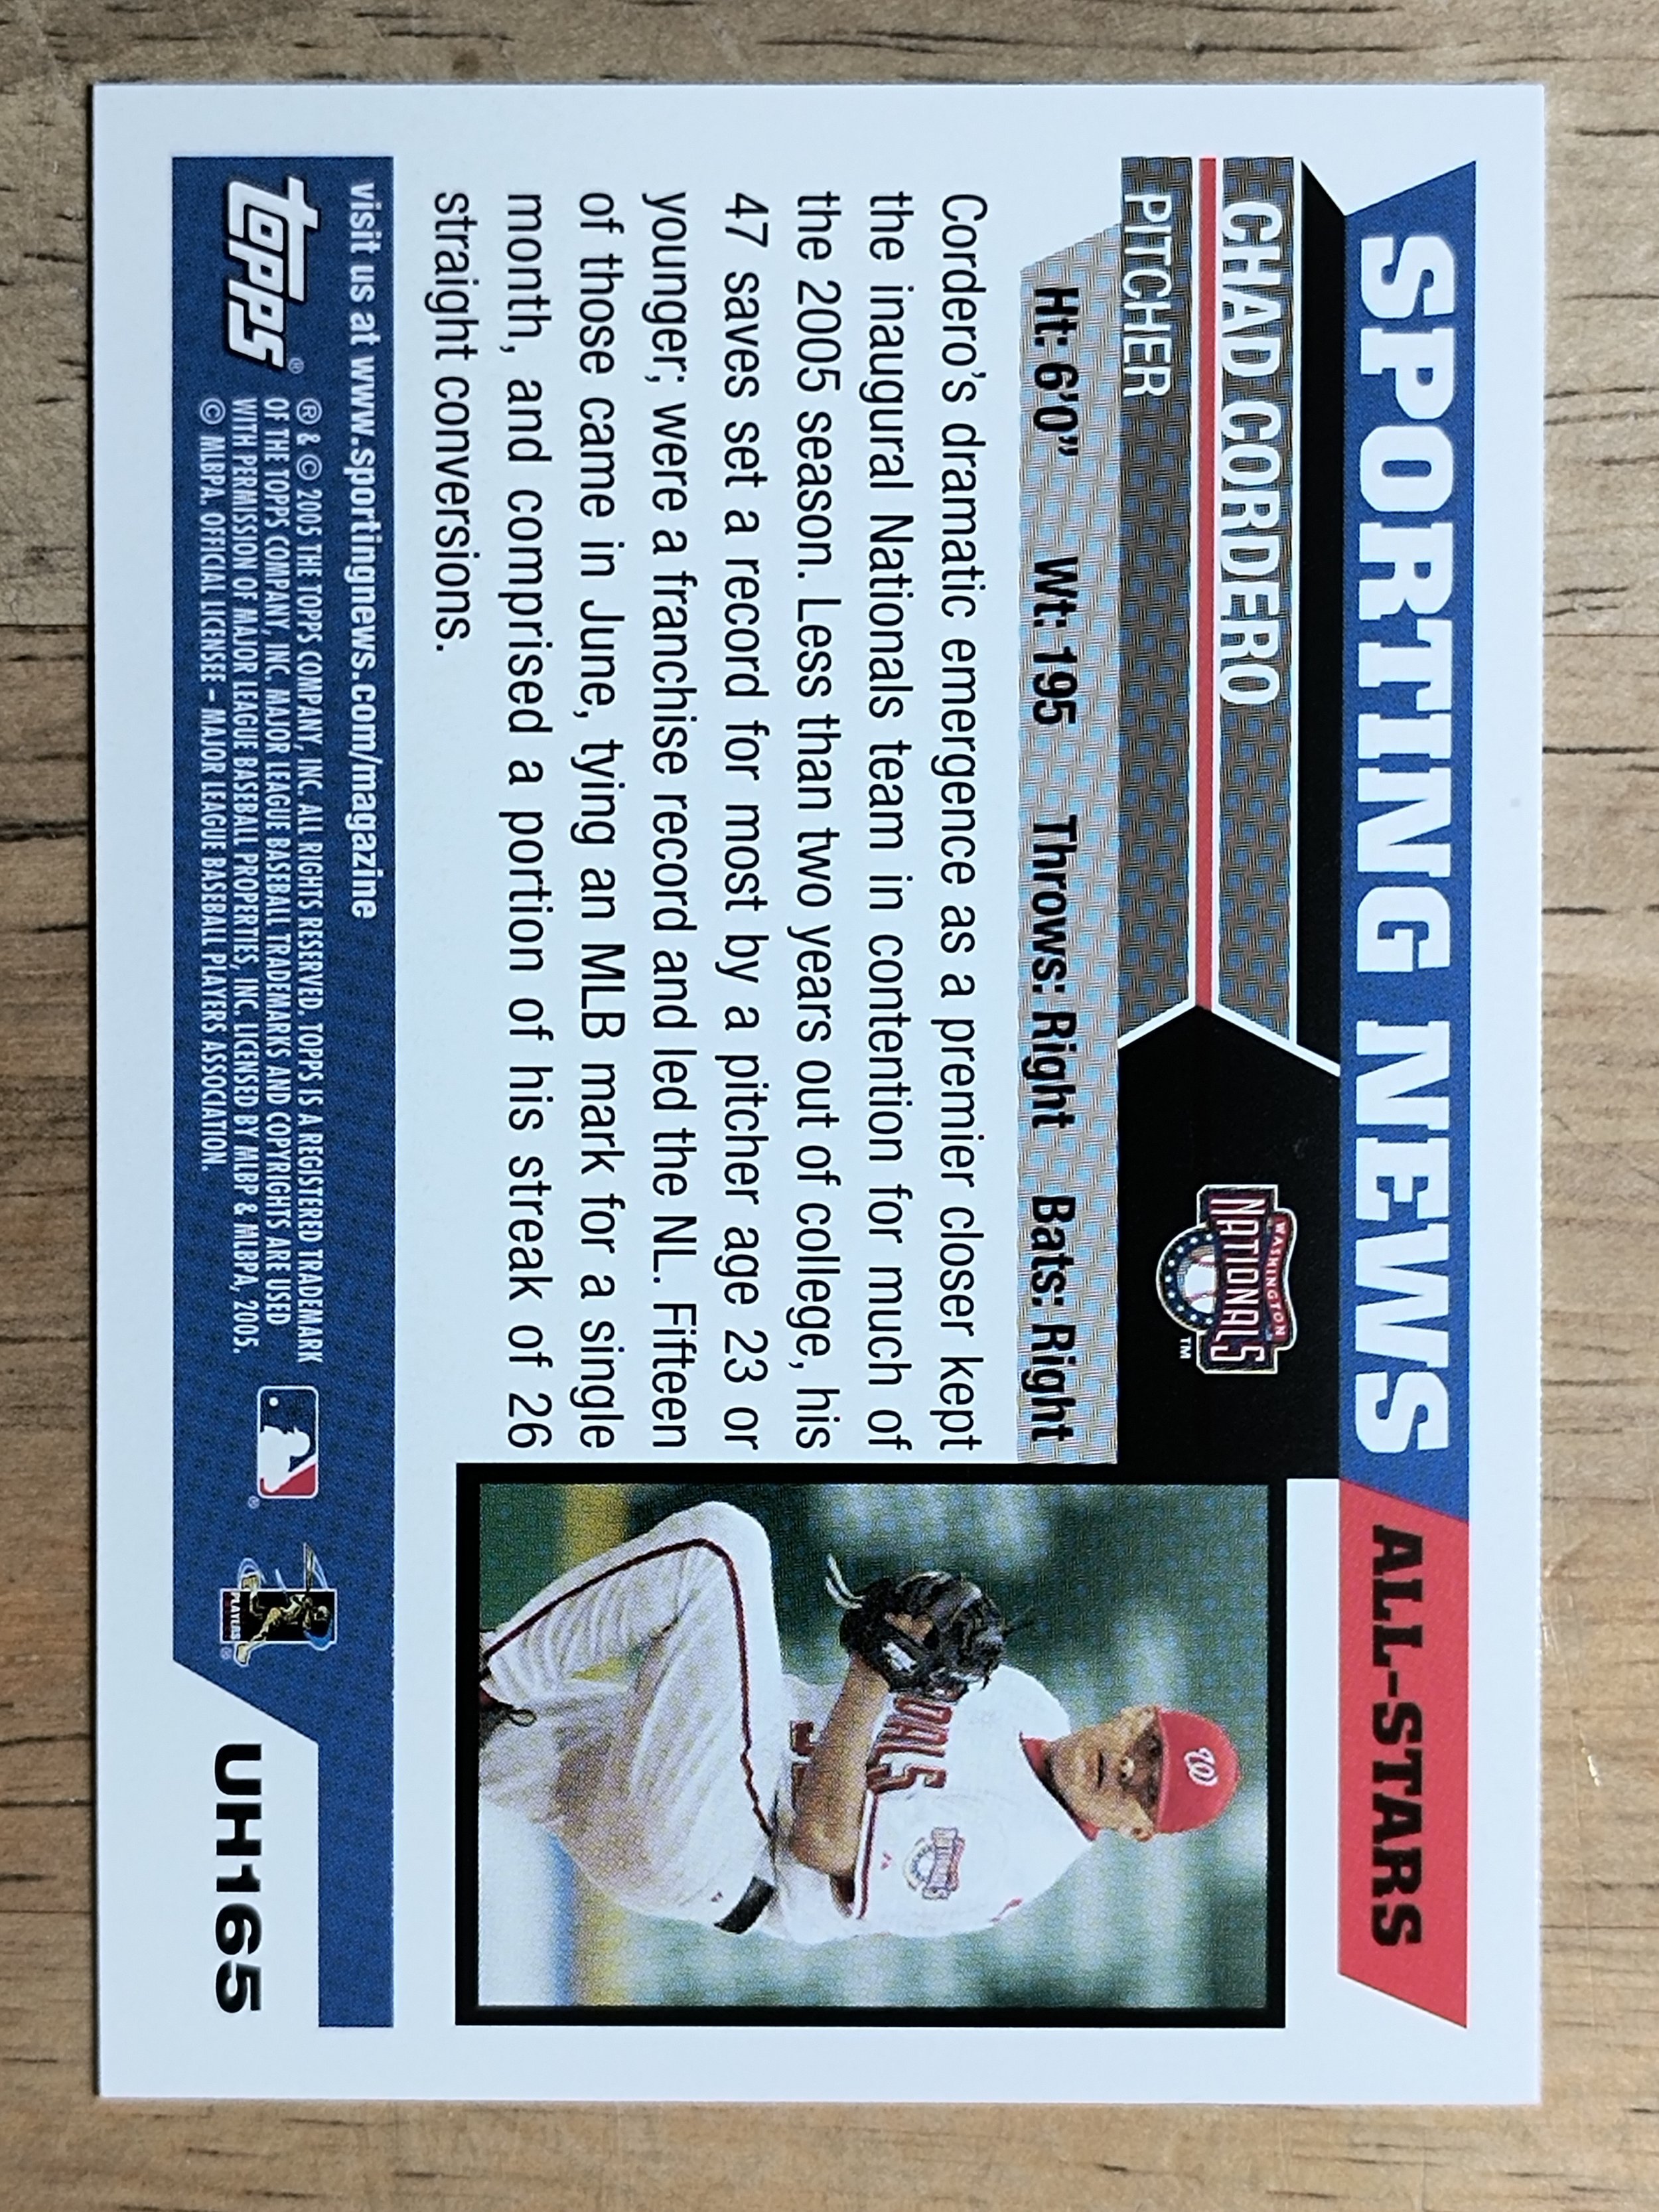 SPORTING NEWS ALL-STARS
CHAD CORDERO
PITCHER
WASHINGTON
NATIONALS
TM
Ht: 6'0" Wt: 195 Throws: Right Bats: Right
Cordero's dramatic emergence as a premier closer kept
the inaugural Nationals team in contention for much of
the 2005 season. Less than two years out of college, his
47 saves set a record for most by a pitcher age 23 or
younger; were a franchise record and led the NL. Fifteen
of those came in June, tying an MLB mark for a single
month, and comprised a portion of his streak of 26
straight conversions.
W
visit us at www.sportingnews.com/magazine
topps®
® & © 2005 THE TOPPS COMPANY, INC. ALL RIGHTS RESERVED. TOPPS IS A REGISTERED TRADEMARK
OF THE TOPPS COMPANY, INC. MAJOR LEAGUE BASEBALL TRADEMARKS AND COPYRIGHTS ARE USED
WITH PERMISSION OF MAJOR LEAGUE BASEBALL PROPERTIES, INC. LICENSED BY MLBP & MLBPA, 2005.
© MLBPA. OFFICIAL LICENSEE - MAJOR LEAGUE BASEBALL PLAYERS ASSOCIATION.
PLAYERS
UH165